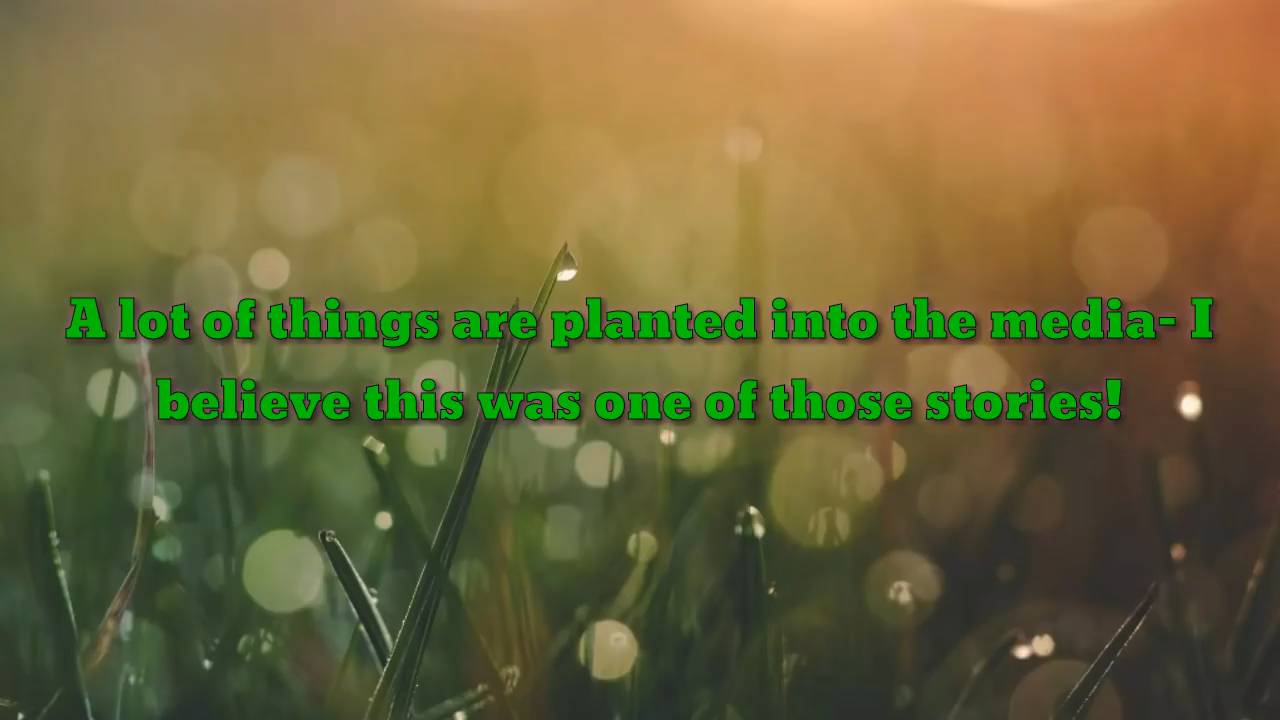 A lot of things are planted into the media- I
believe this was one of those stories!